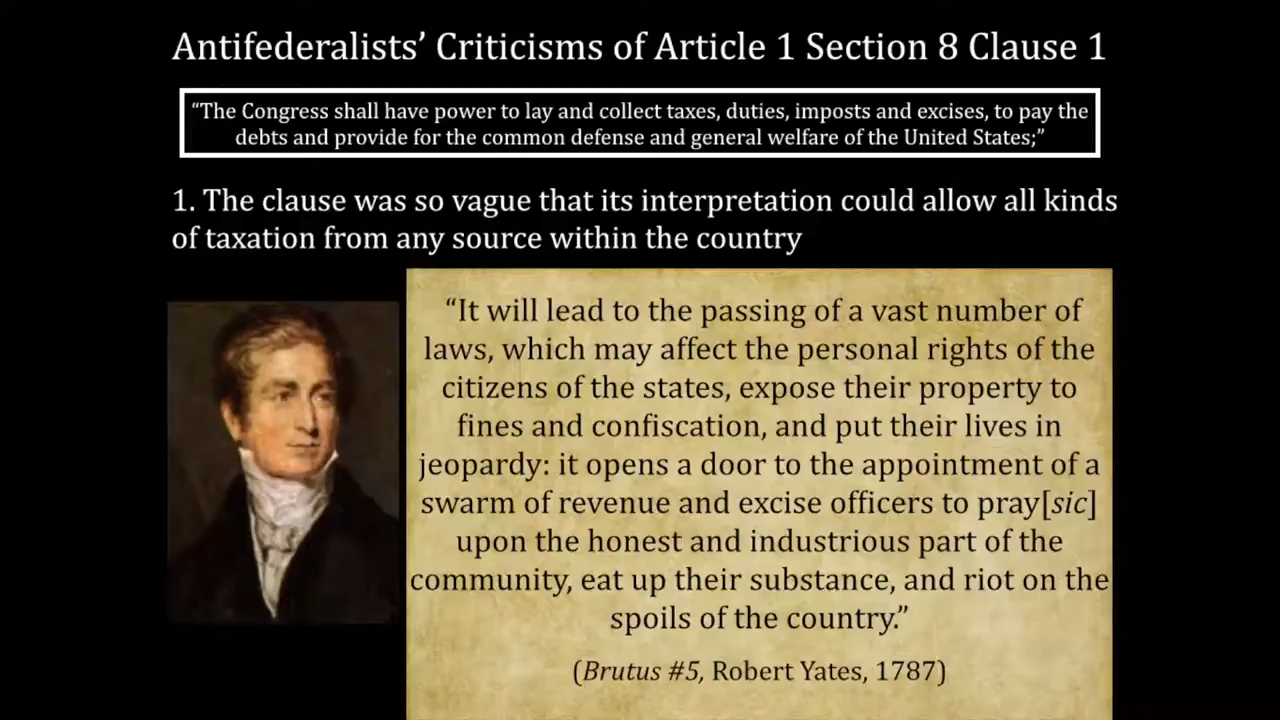 Antifederalists’ Criticisms of Article 1 Section 8 Clause 1
“The Congress shall have power to lay and collect taxes, duties, imposts and excises, to pay the
debts and provide for the common defense and general welfare of the United States;”
1. The clause was so vague that its interpretation could allow all kinds
of taxation from any source within the country
“It will lead to the passing of a vast number of
laws, which may affect the personal rights of the
citizens of the states, expose their property to
fines and confiscation, and put their lives in
jeopardy: it opens a door to the appointment of a
swarm of revenue and excise officers to pray[sic]
upon the honest and industrious part of the
community, eat up their substance, and riot on the
spoils of the country.”
(Brutus #5, Robert Yates, 1787)